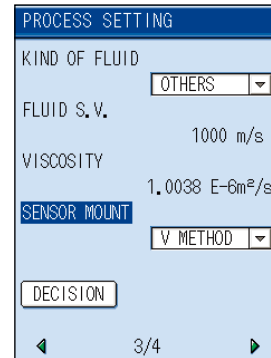 PROCESS SETTING
KIND OF FLUID
OTHERS
FLUID S.V.
1000 m/s
VISCOSITY
1.0038 E-6m²/s
SENSOR MOUNT
V METHOD
DECISION
3/4